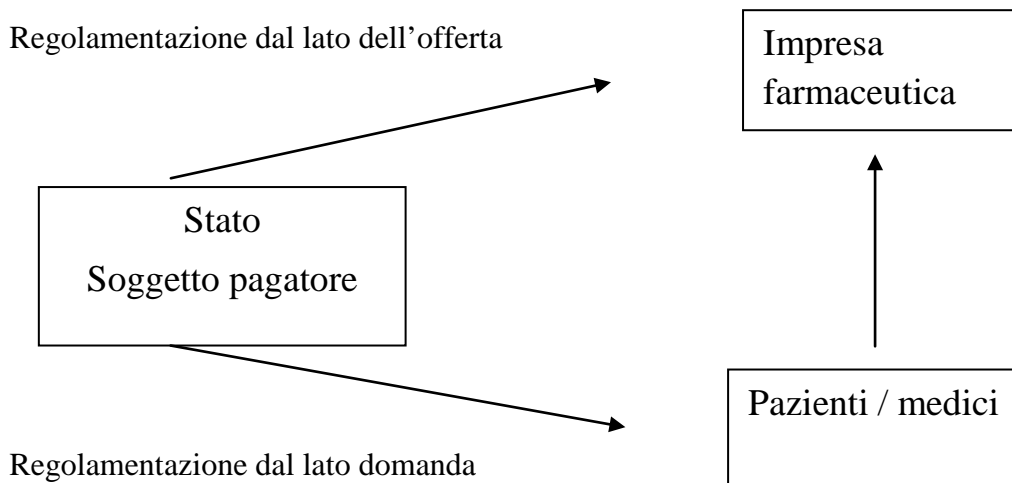 Regolamentazione dal lato dell’offerta
Impresa
farmaceutica
Stato
Soggetto pagatore
Pazienti / medici
Regolamentazione dal lato domanda